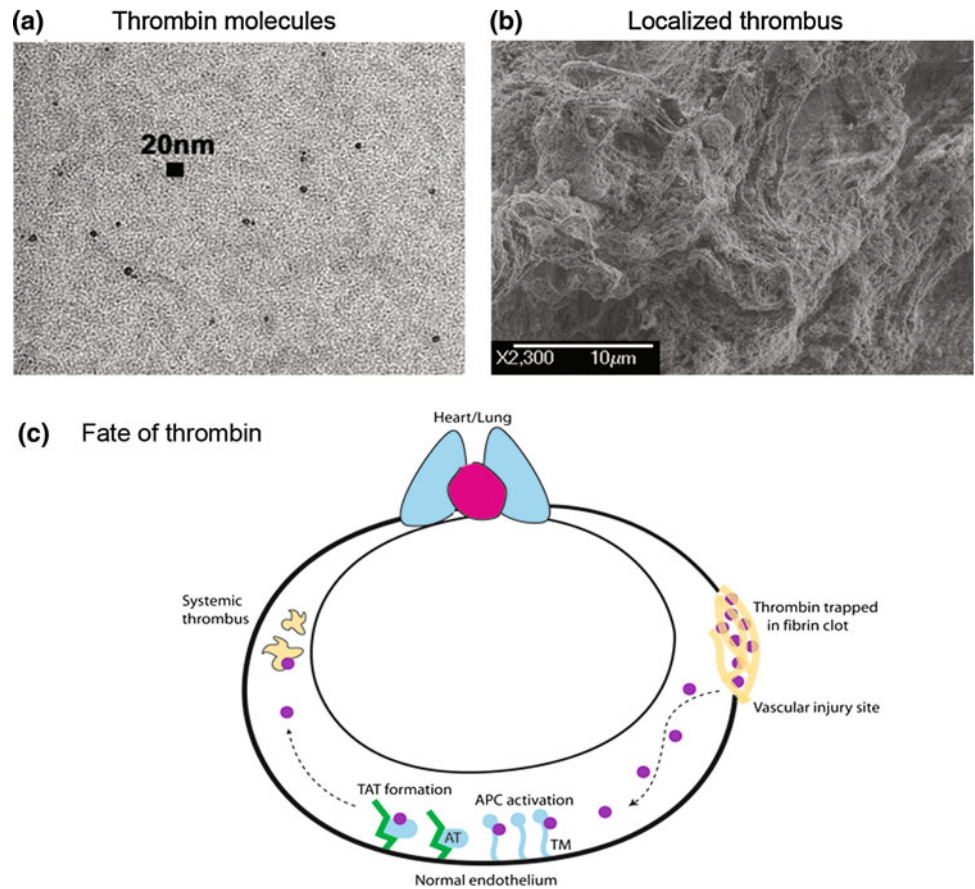 (a) Thrombin molecules
20nm
(b) Localized thrombus
X2,300 10μm
(c) Fate of thrombin
Heart/Lung
Systemic
thrombus
Thrombin trapped
in fibrin clot
Vascular injury site
TAT formation
AT
APC activation
TM
Normal endothelium